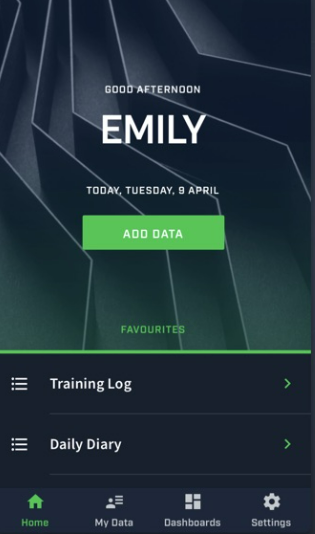 GOOD AFTERNOON
EMILY
TODAY, TUESDAY, 9 APRIL
ADD DATA
FAVOURITES
Training Log
Daily Diary
Home My Data Dashboards Settings